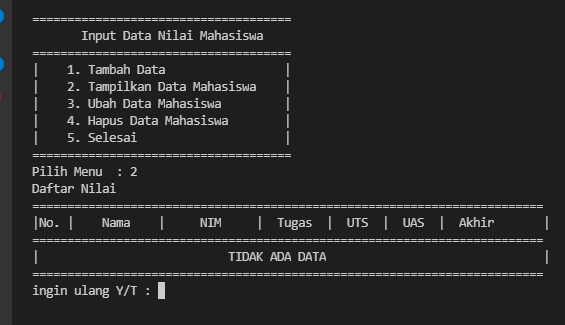 =====================================
Input Data Nilai Mahasiswa
=====================================
| 1. Tambah Data |
| 2. Tampilkan Data Mahasiswa |
| 3. Ubah Data Mahasiswa |
| 4. Hapus Data Mahasiswa |
| 5. Selesai |
=====================================
Pilih Menu : 2
Daftar Nilai
=========================================================================
|No. | Nama | NIM | Tugas | UTS | UAS | Akhir |
=========================================================================
| TIDAK ADA DATA |
=========================================================================
ingin ulang Y/T :